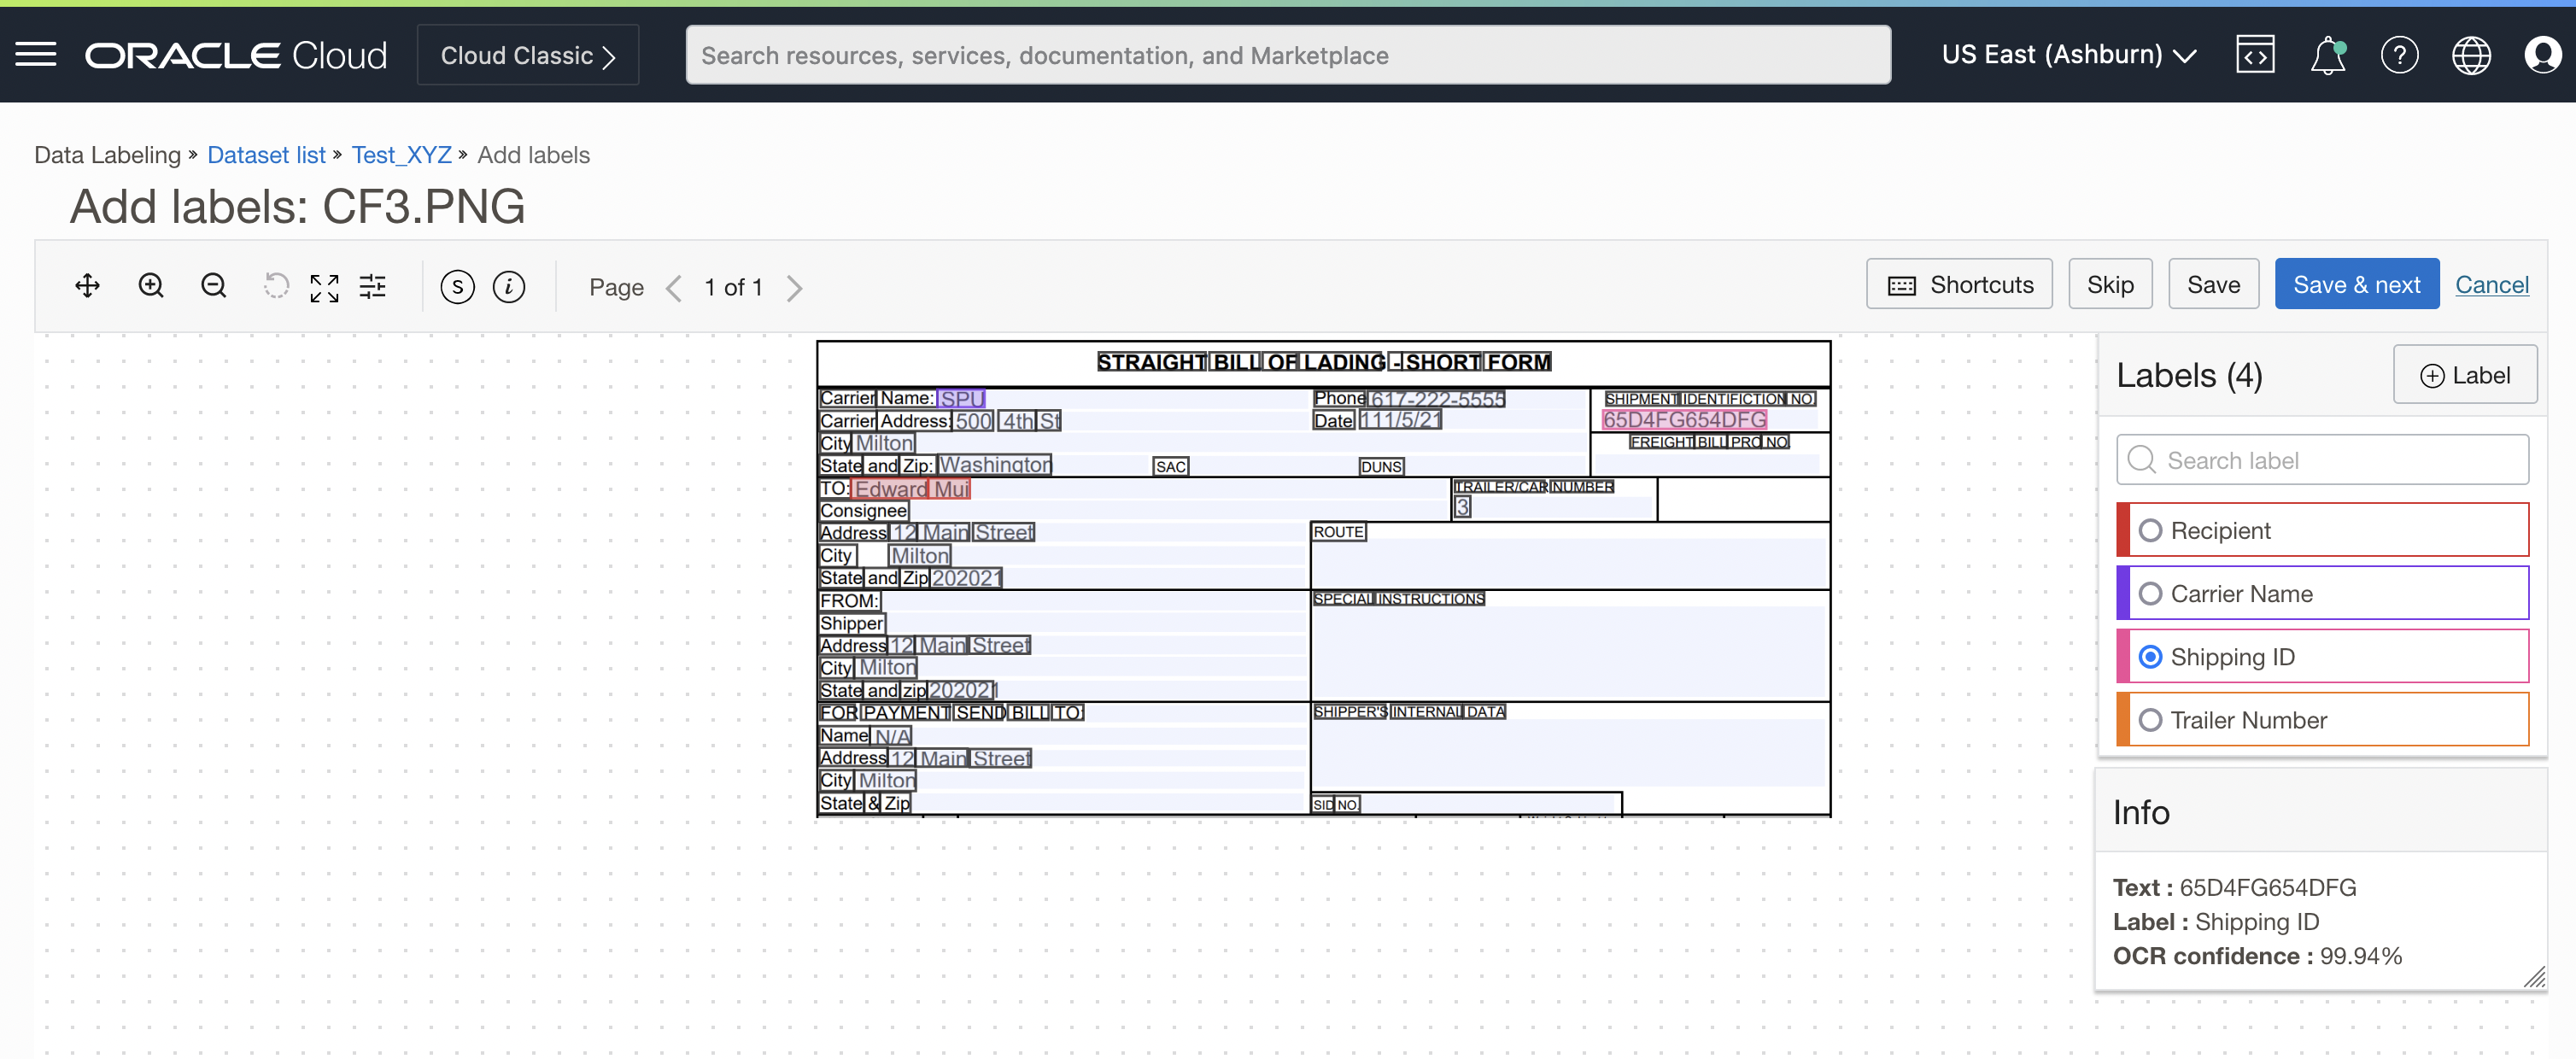 ORACLE Cloud
Cloud Classic
Search resources, services, documentation, and Marketplace
US East (Ashburn)
Data Labeling » Dataset list » Test_XYZ » Add labels
Add labels: CF3.PNG
S
i
Page 1 of 1
Shortcuts
Skip
Save
Save & next
Cancel
STRAIGHT BILL OF LADING - SHORT FORM
Carrier Name: SPU
Phone 617-222-5555
SHIPMENT IDENTIFICTION NO.
Carrier Address: 500 4th St
Date 111/5/21
65D4FG654DFG
City Milton
FREIGHT BILL PRO NO.
State and Zip: Washington
SAC
DUNS
TO: Edward Mui
TRAILER/CAR NUMBER
Consignee
3
Address 12 Main Street
ROUTE
City Milton
State and Zip 202021
FROM:
SPECIAL INSTRUCTIONS
Shipper
Address 12 Main Street
City Milton
State and zip 202021
FOR PAYMENT SEND BILL TO:
SHIPPER'S INTERNAL DATA
Name N/A
Address 12 Main Street
City Milton
State & Zip
SID NO.
Labels (4)
Label
Search label
Recipient
Carrier Name
Shipping ID
Trailer Number
Info
Text : 65D4FG654DFG
Label : Shipping ID
OCR confidence : 99.94%